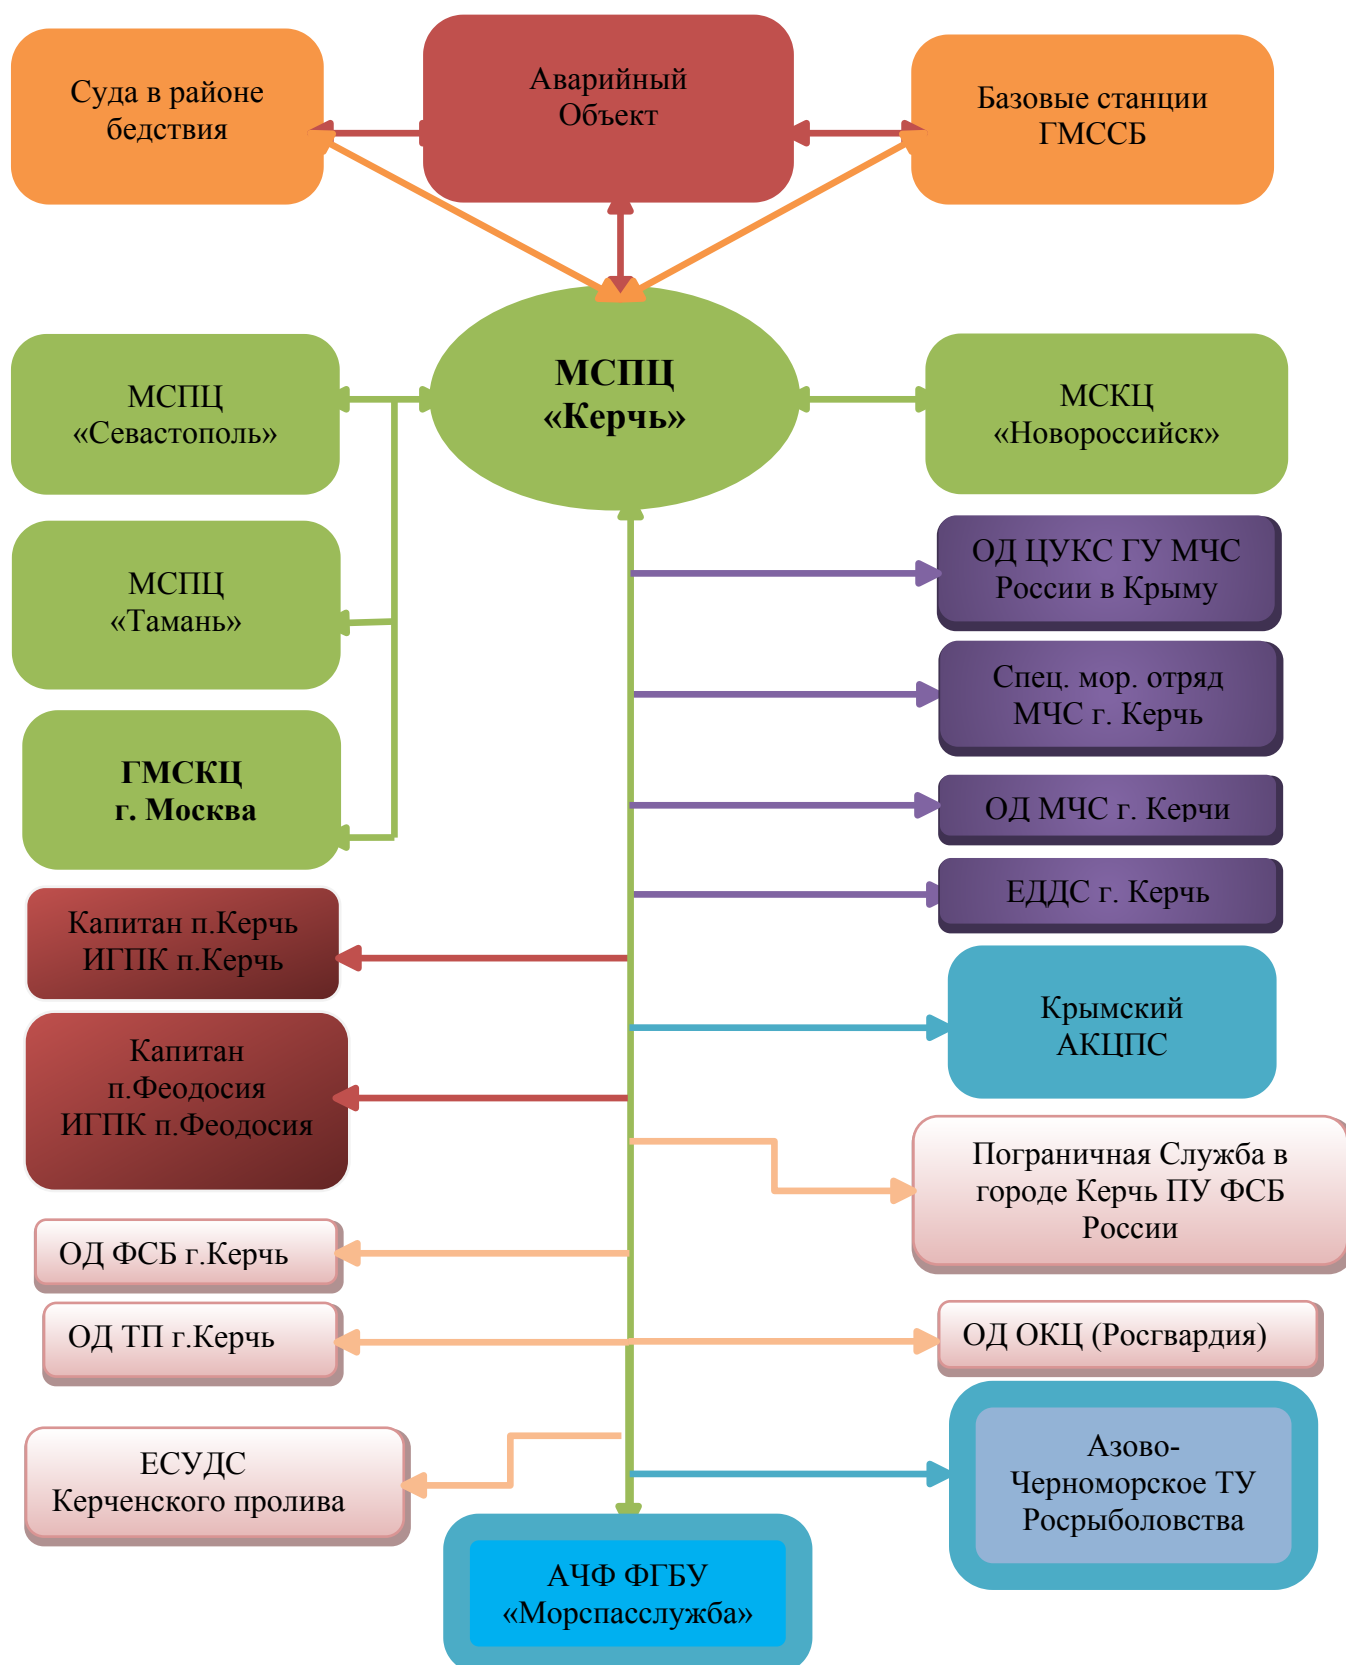 Суда в районе
бедствия
Аварийный
Объект
Базовые станции
ГМССБ
МСПЦ
«Керчь»
МСПЦ
«Севастополь»
МСКЦ
«Новороссийск»
МСПЦ
«Тамань»
ГМСКЦ
г. Москва
ОД ЦУКС ГУ МЧС
России в Крыму
Спец. мор. отряд
МЧС г. Керчь
ОД МЧС г. Керчи
ЕДДС г. Керчь
Капитан п.Керчь
ИГПК п.Керчь
Крымский
АКЦПС
Капитан
п.Феодосия
ИГПК п.Феодосия
Пограничная Служба в
городе Керчь ПУ ФСБ
России
ОД ФСБ г.Керчь
ОД ТП г.Керчь
ОД ОКЦ (Росгвардия)
ЕСУДС
Керченского пролива
Азово-
Черноморское ТУ
Росрыболовства
АЧФ ФГБУ
«Морспасслужба»